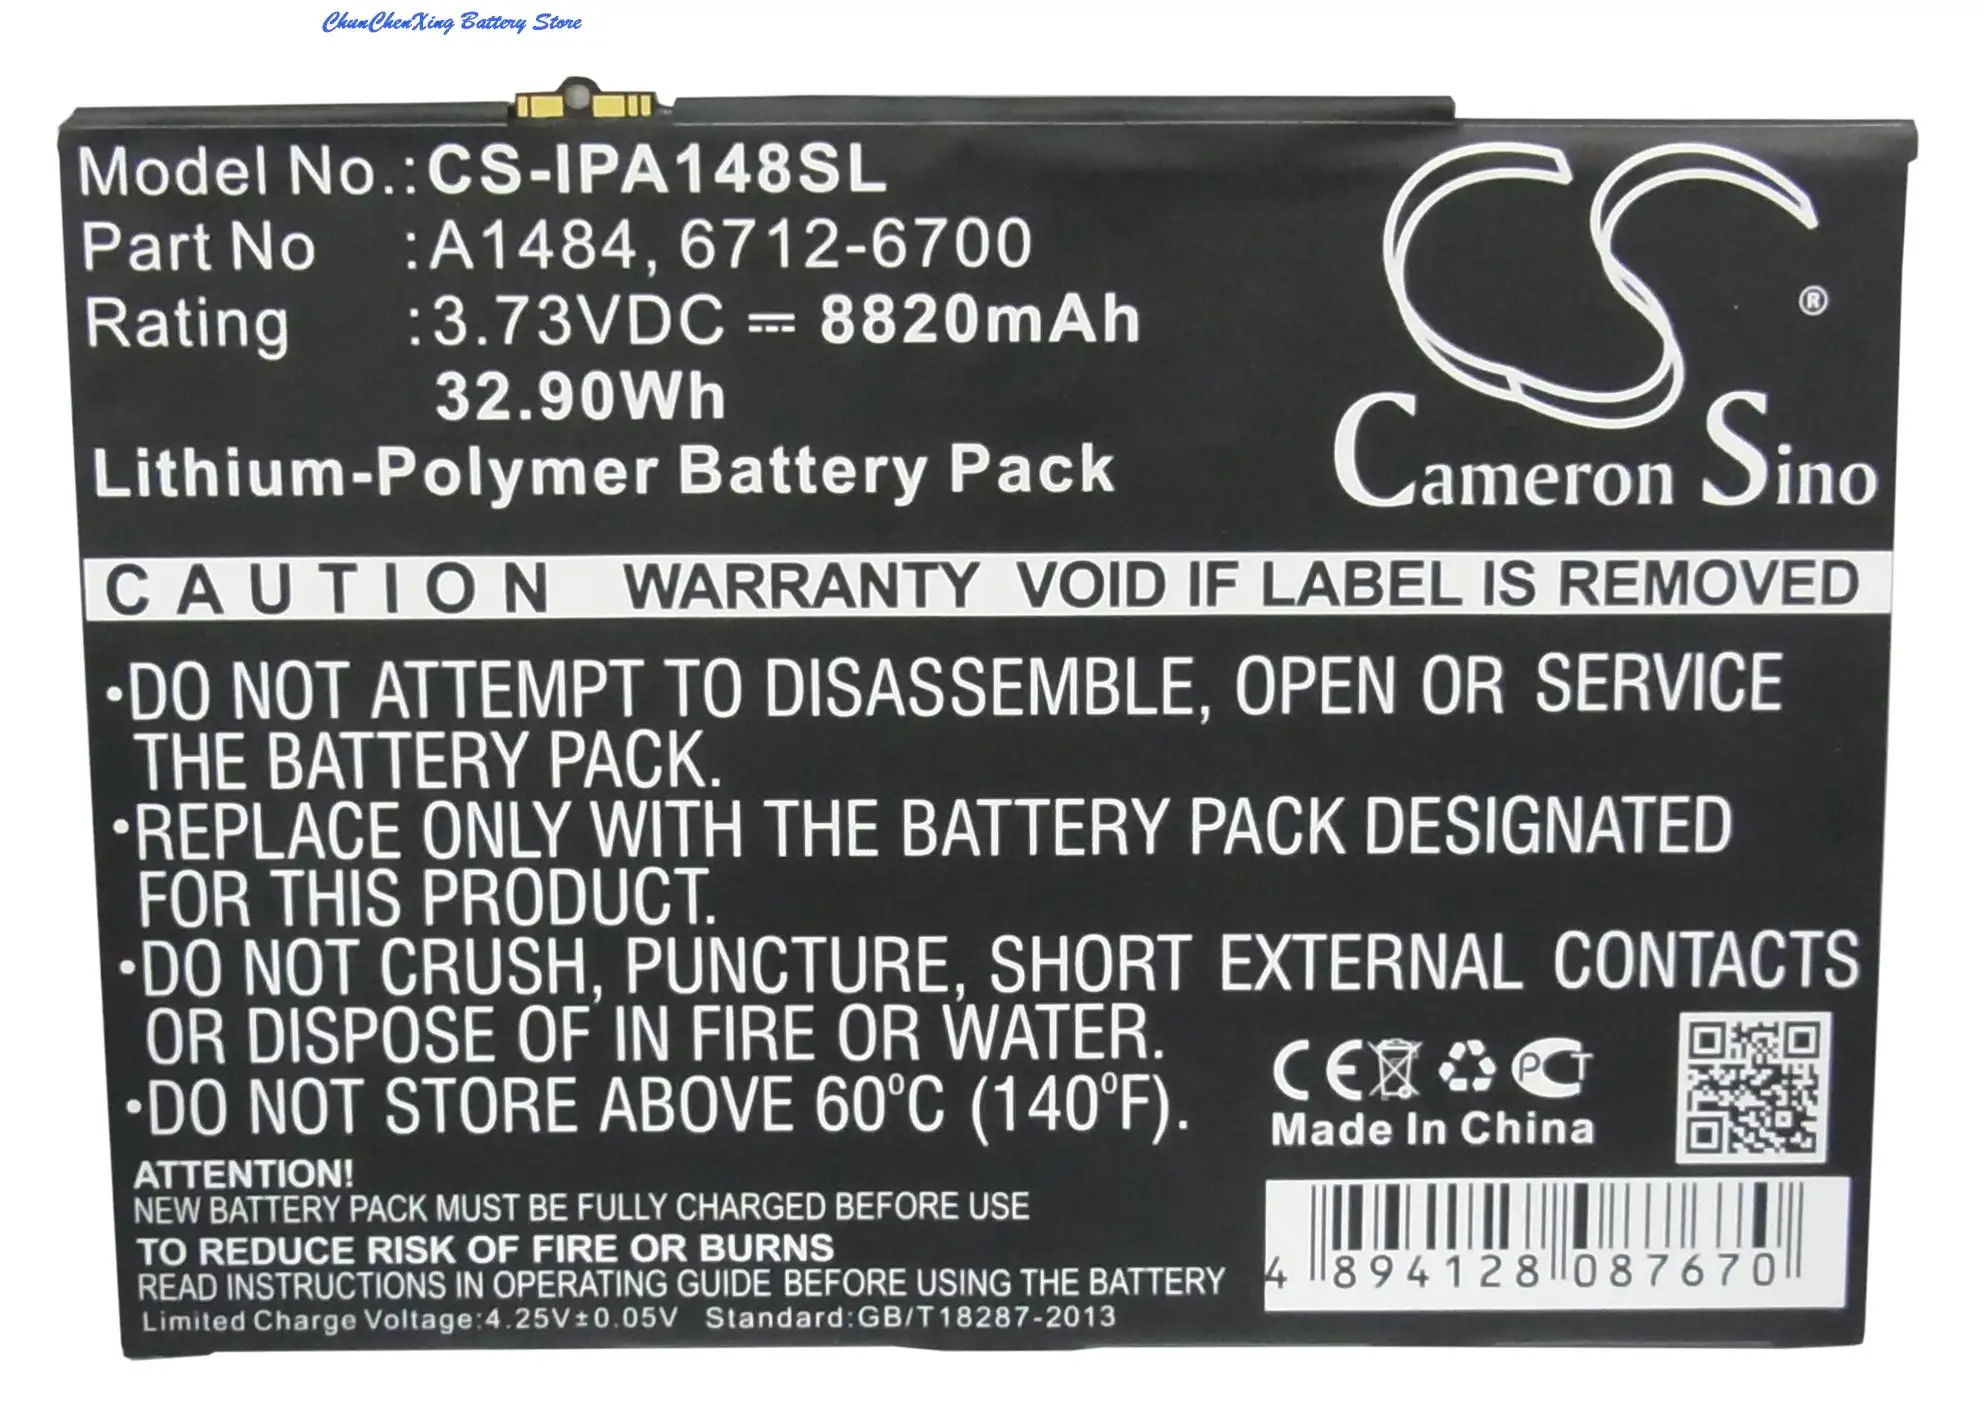 ChunChenXing Battery Store
Model No.:CS-IPA148SL
Part No :A1484, 6712-6700
Rating :3.73VDC ⎓ 8820mAh
32.90Wh
Lithium-Polymer Battery Pack
CS
®
Cameron Sino
CAUTION WARRANTY VOID IF LABEL IS REMOVED
•DO NOT ATTEMPT TO DISASSEMBLE, OPEN OR SERVICE
THE BATTERY PACK.
•REPLACE ONLY WITH THE BATTERY PACK DESIGNATED
FOR THIS PRODUCT.
•DO NOT CRUSH, PUNCTURE, SHORT EXTERNAL CONTACTS
OR DISPOSE OF IN FIRE OR WATER.
•DO NOT STORE ABOVE 60°C (140°F).
CE PCT
Made In China
ATTENTION!
NEW BATTERY PACK MUST BE FULLY CHARGED BEFORE USE
TO REDUCE RISK OF FIRE OR BURNS
READ INSTRUCTIONS IN OPERATING GUIDE BEFORE USING THE BATTERY
Limited Charge Voltage:4.25V±0.05V Standard:GB/T18287-2013
4 894128 087670